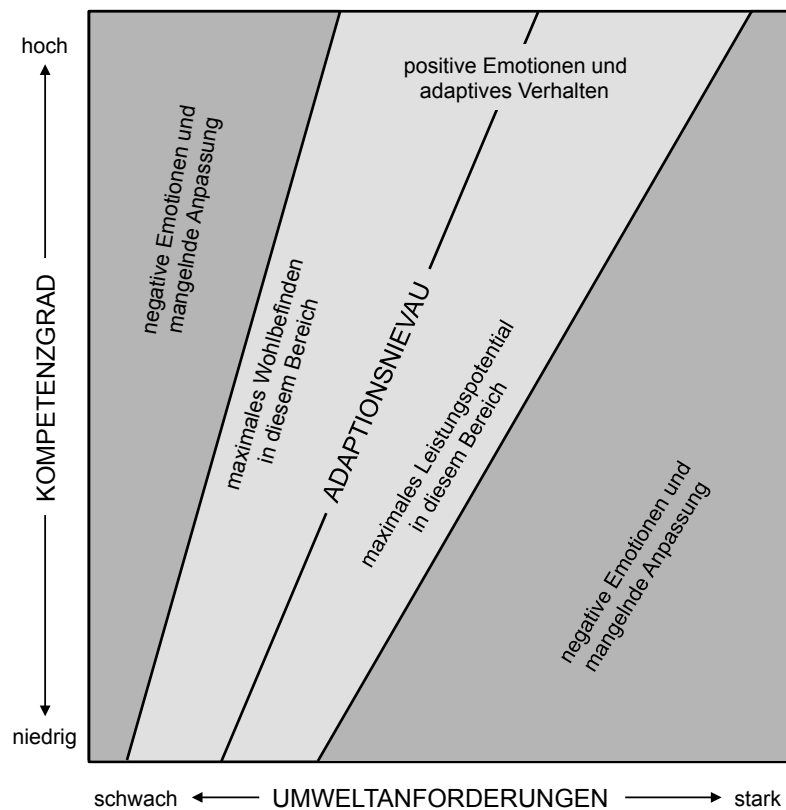 hoch
positive Emotionen und
adaptives Verhalten
negative Emotionen und
mangelnde Anpassung
KOMPETENZGRAD
maximales Wohlbefinden
in diesem Bereich
ADAPTIONSNIEVAU
maximales Leistungspotential
in diesem Bereich
negative Emotionen und
mangelnde Anpassung
niedrig
schwach
UMWELTANFORDERUNGEN
stark